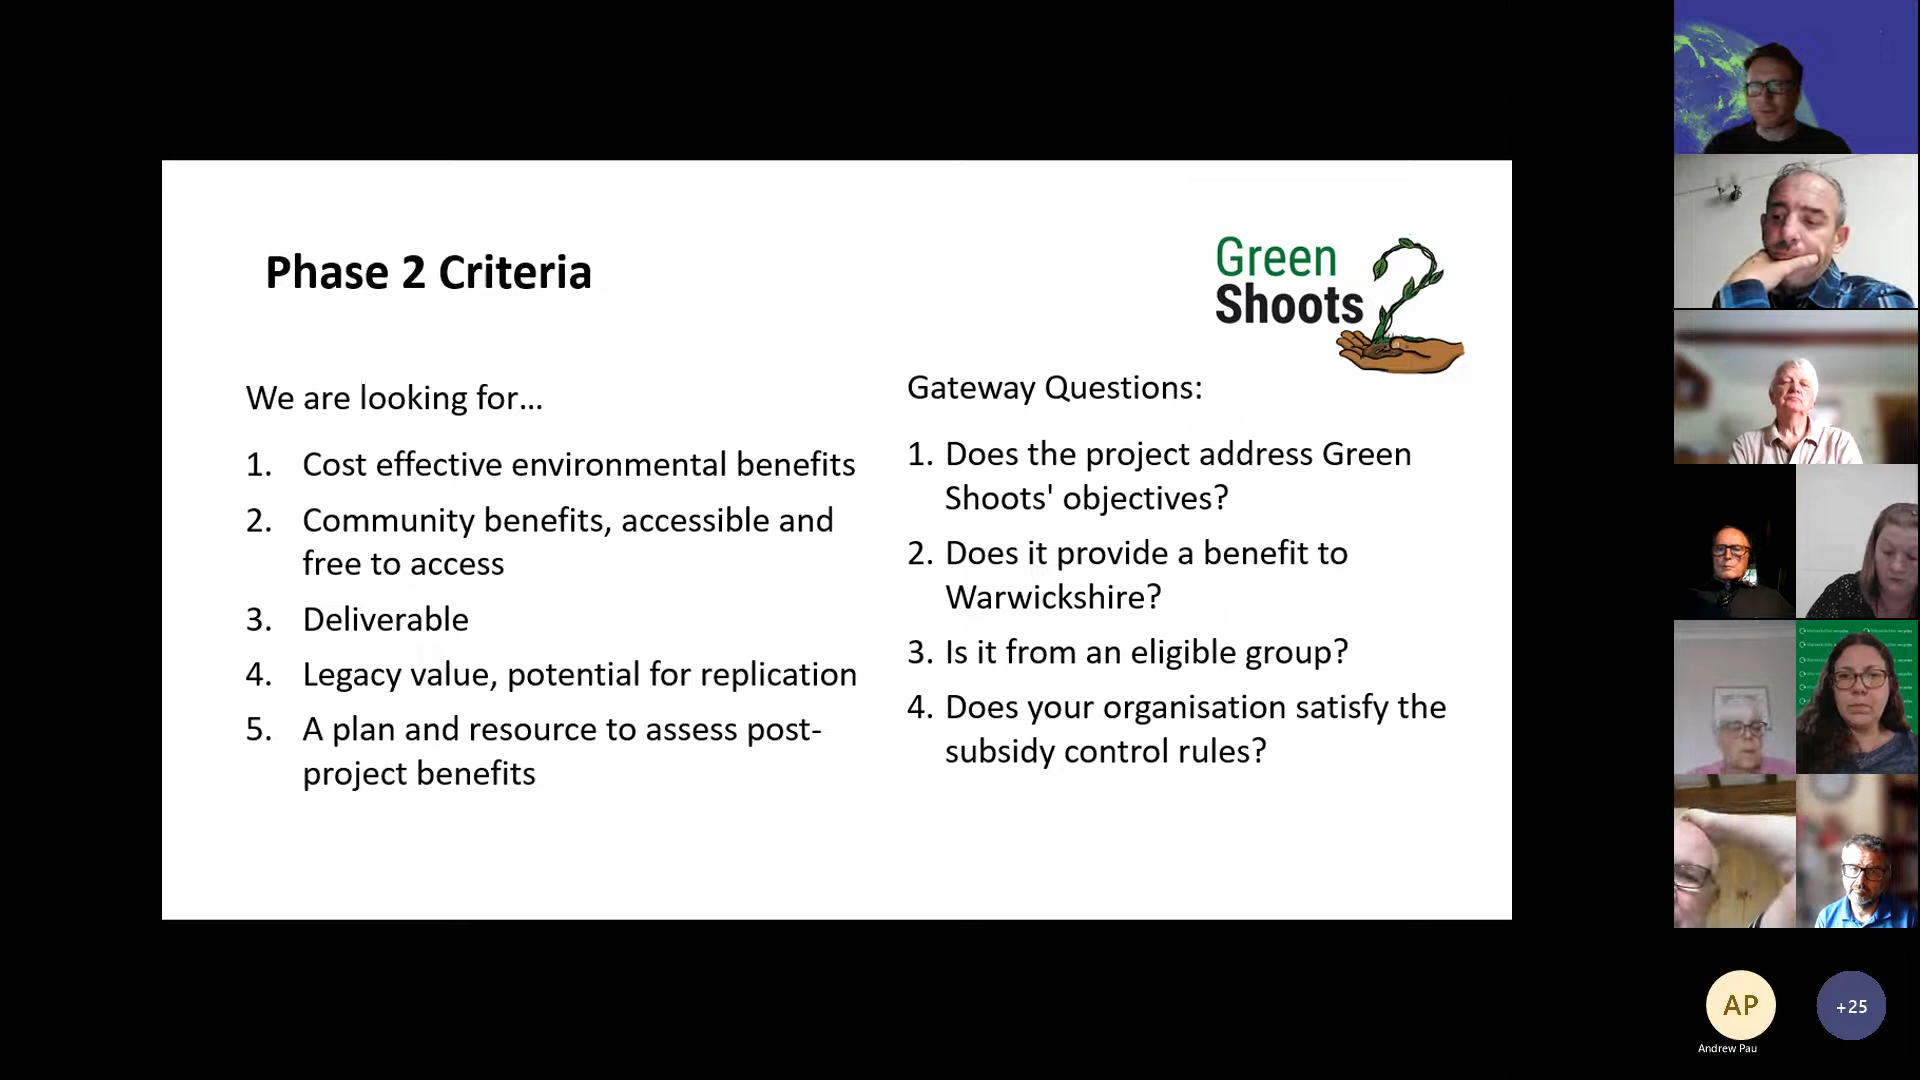 Phase 2 Criteria
Green
Shoots
We are looking for…
1. Cost effective environmental benefits
2. Community benefits, accessible and
free to access
3. Deliverable
4. Legacy value, potential for replication
5. A plan and resource to assess post-
project benefits
Gateway Questions:
1. Does the project address Green
Shoots' objectives?
2. Does it provide a benefit to
Warwickshire?
3. Is it from an eligible group?
4. Does your organisation satisfy the
subsidy control rules?
AP
+25
Andrew Pau